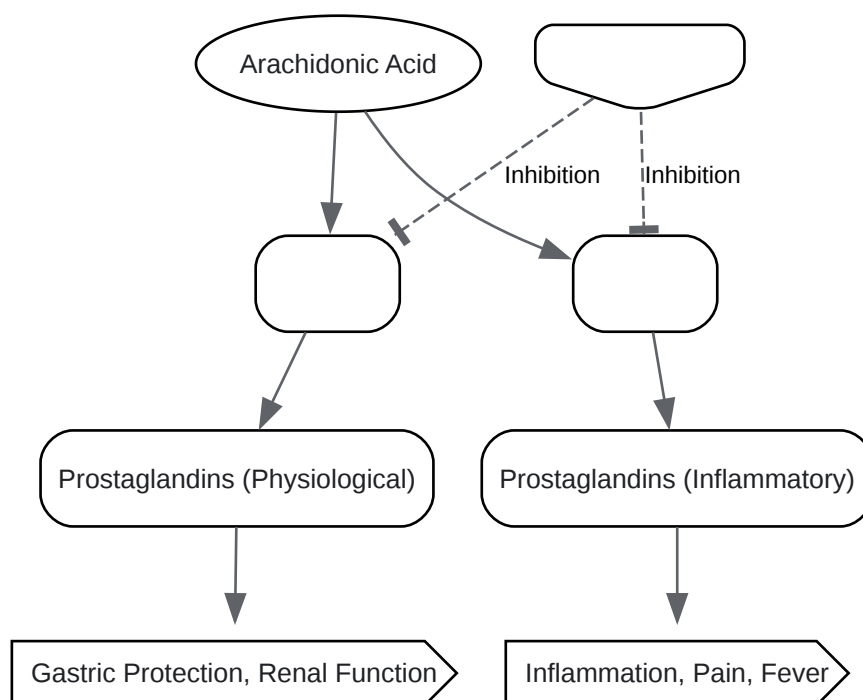 Arachidonic Acid
Inhibition
Inhibition
Prostaglandins (Physiological)
Prostaglandins (Inflammatory)
Gastric Protection, Renal Function
Inflammation, Pain, Fever